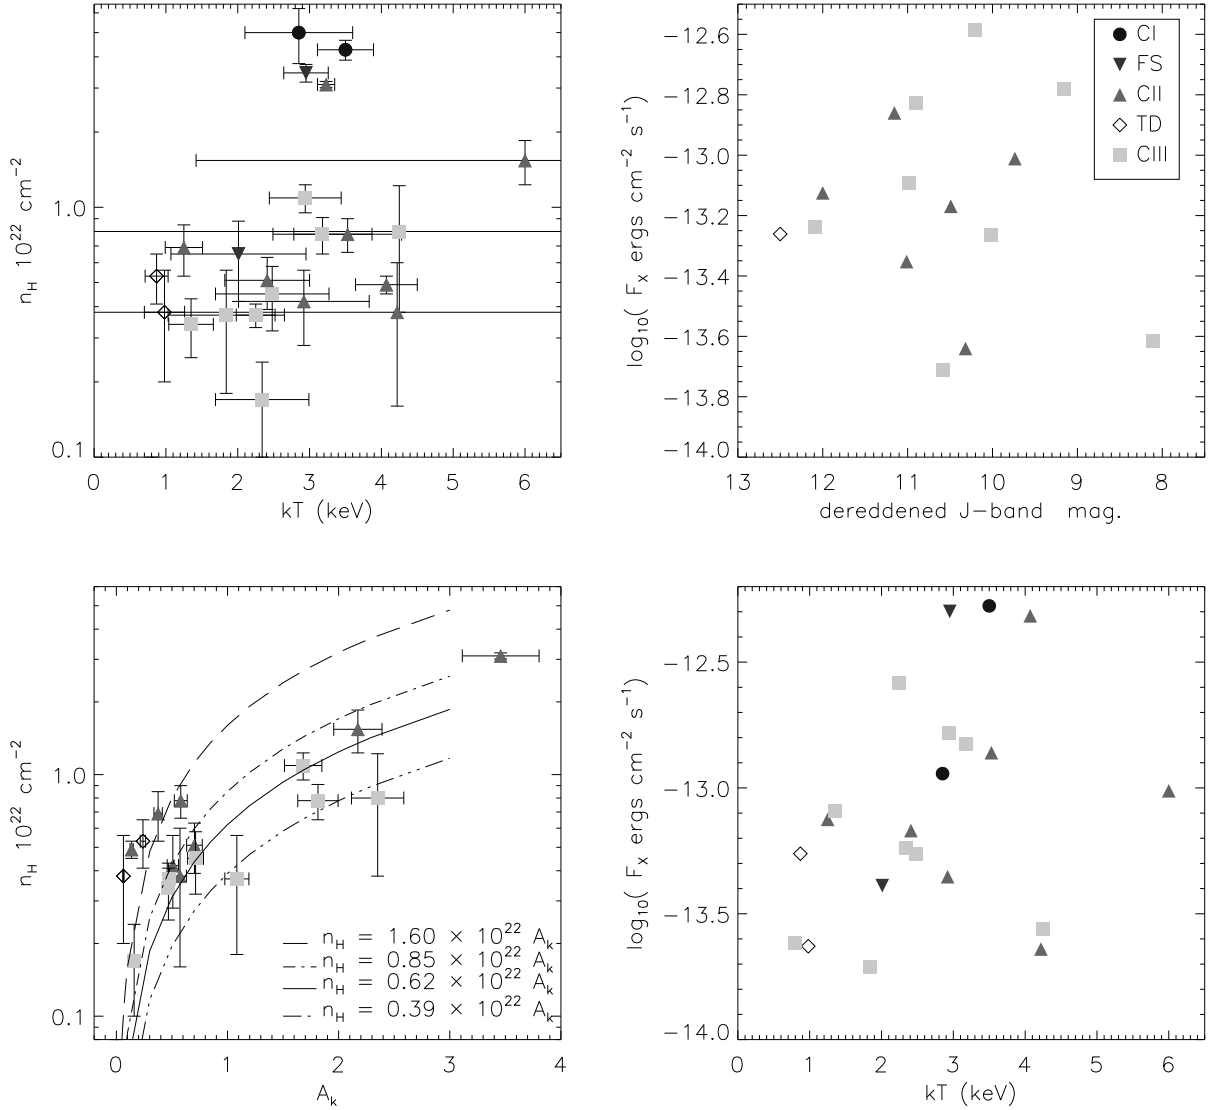 n_H 10^22 cm^−2
1.0
0.1
0 1 2 3 4 5 6
kT (keV)
log_10( F_X ergs cm^−2 s^−1)
−12.6
−12.8
−13.0
−13.2
−13.4
−13.6
−13.8
−14.0
13 12 11 10 9 8
dereddened J−band mag.
CI
FS
CII
TD
CIII
n_H 10^22 cm^−2
1.0
0.1
0 1 2 3 4
A_k
n_H = 1.60 × 10^22 A_k
n_H = 0.85 × 10^22 A_k
n_H = 0.62 × 10^22 A_k
n_H = 0.39 × 10^22 A_k
log_10( F_X ergs cm^−2 s^−1)
−12.5
−13.0
−13.5
−14.0
0 1 2 3 4 5 6
kT (keV)